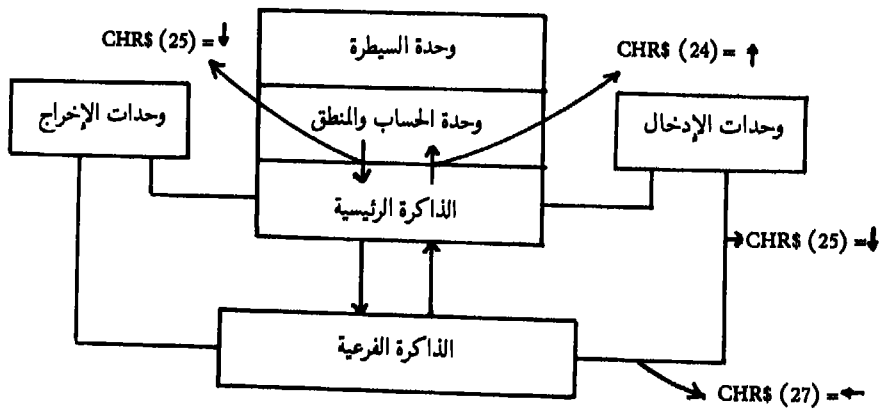 وحدة السيطرة
CHR$ (24) = ↑
CHR$ (25) = ↓
وحدات الإدخال
وحدة الحساب والمنطق
وحدات الإخراج
الذاكرة الرئيسية
CHR$ (25) = ↓
الذاكرة الفرعية
CHR$ (27) = ←